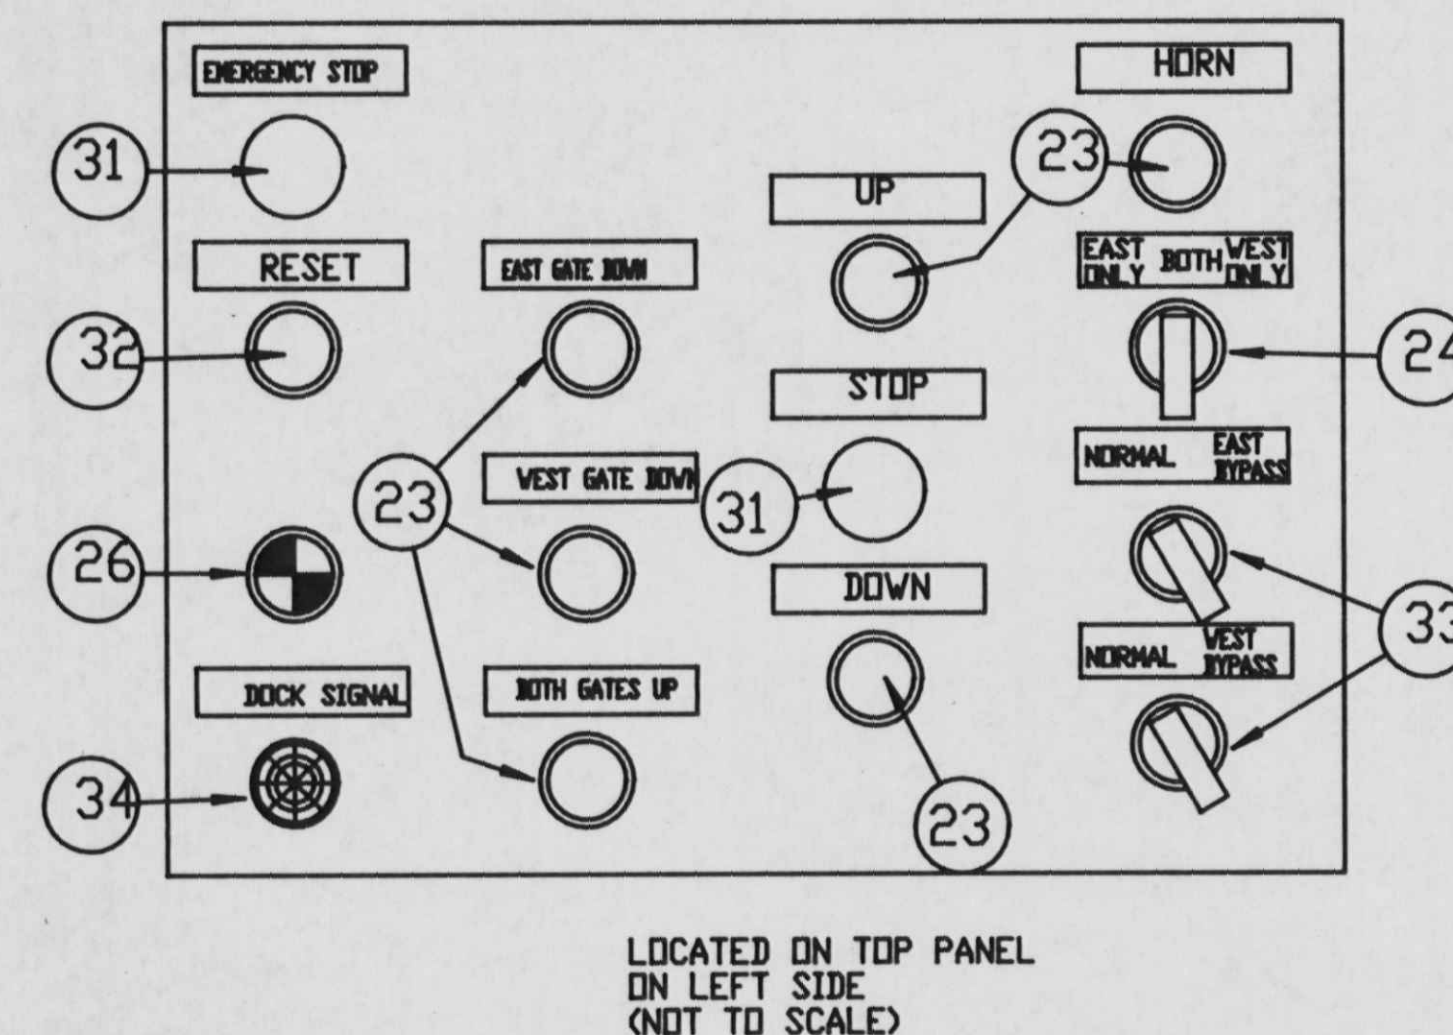 EMERGENCY STOP
31
RESET
32
26
DOCK SIGNAL
34
EAST GATE DOWN
23
WEST GATE DOWN
BOTH GATES UP
UP
STOP
31
DOWN
23
HORN
23
EAST ONLY BOTH WEST ONLY
24
NORMAL EAST BYPASS
33
NORMAL WEST BYPASS
LOCATED ON TOP PANEL
ON LEFT SIDE
(NOT TO SCALE)